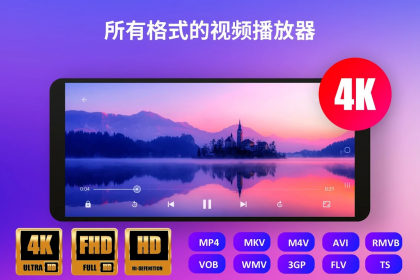 所有格式的视频播放器
4K
0:04
0:31
4K
ULTRA HD
FHD
FULL HD
HD
HI-DEFINITION
MP4 MKV M4V AVI RMVB
VOB WMV 3GP FLV TS